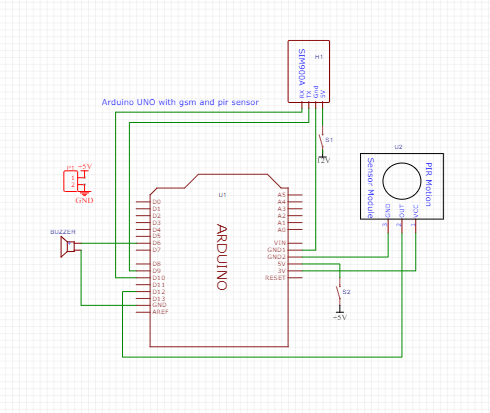 H1
SIM900A
RX
TX
Gnd
5V
Arduino UNO with gsm and pir sensor
S1
12V
U2
PIR Motion
Sensor Module
GND
OUT
VCC
3
2
1
+5V
1
2
GND
U1
ARDUINO
D0
D1
D2
D3
D4
D5
D6
D7
D8
D9
D10
D11
D12
D13
GND
AREF
A5
A4
A3
A2
A1
A0
VIN
GND1
GND2
5V
3V
RESET
BUZZER
S2
+5V